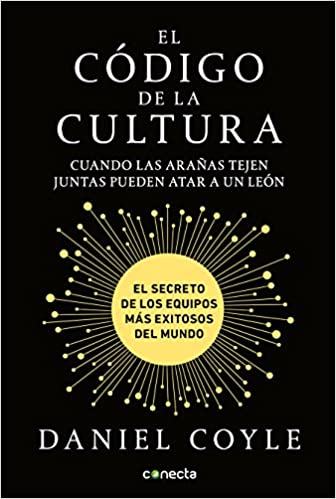 EL
CÓDIGO
DE LA
CULTURA
CUANDO LAS ARAÑAS TEJEN
JUNTAS PUEDEN ATAR A UN LEÓN
EL SECRETO
DE LOS EQUIPOS
MÁS EXITOSOS
DEL MUNDO
DANIEL COYLE
conecta